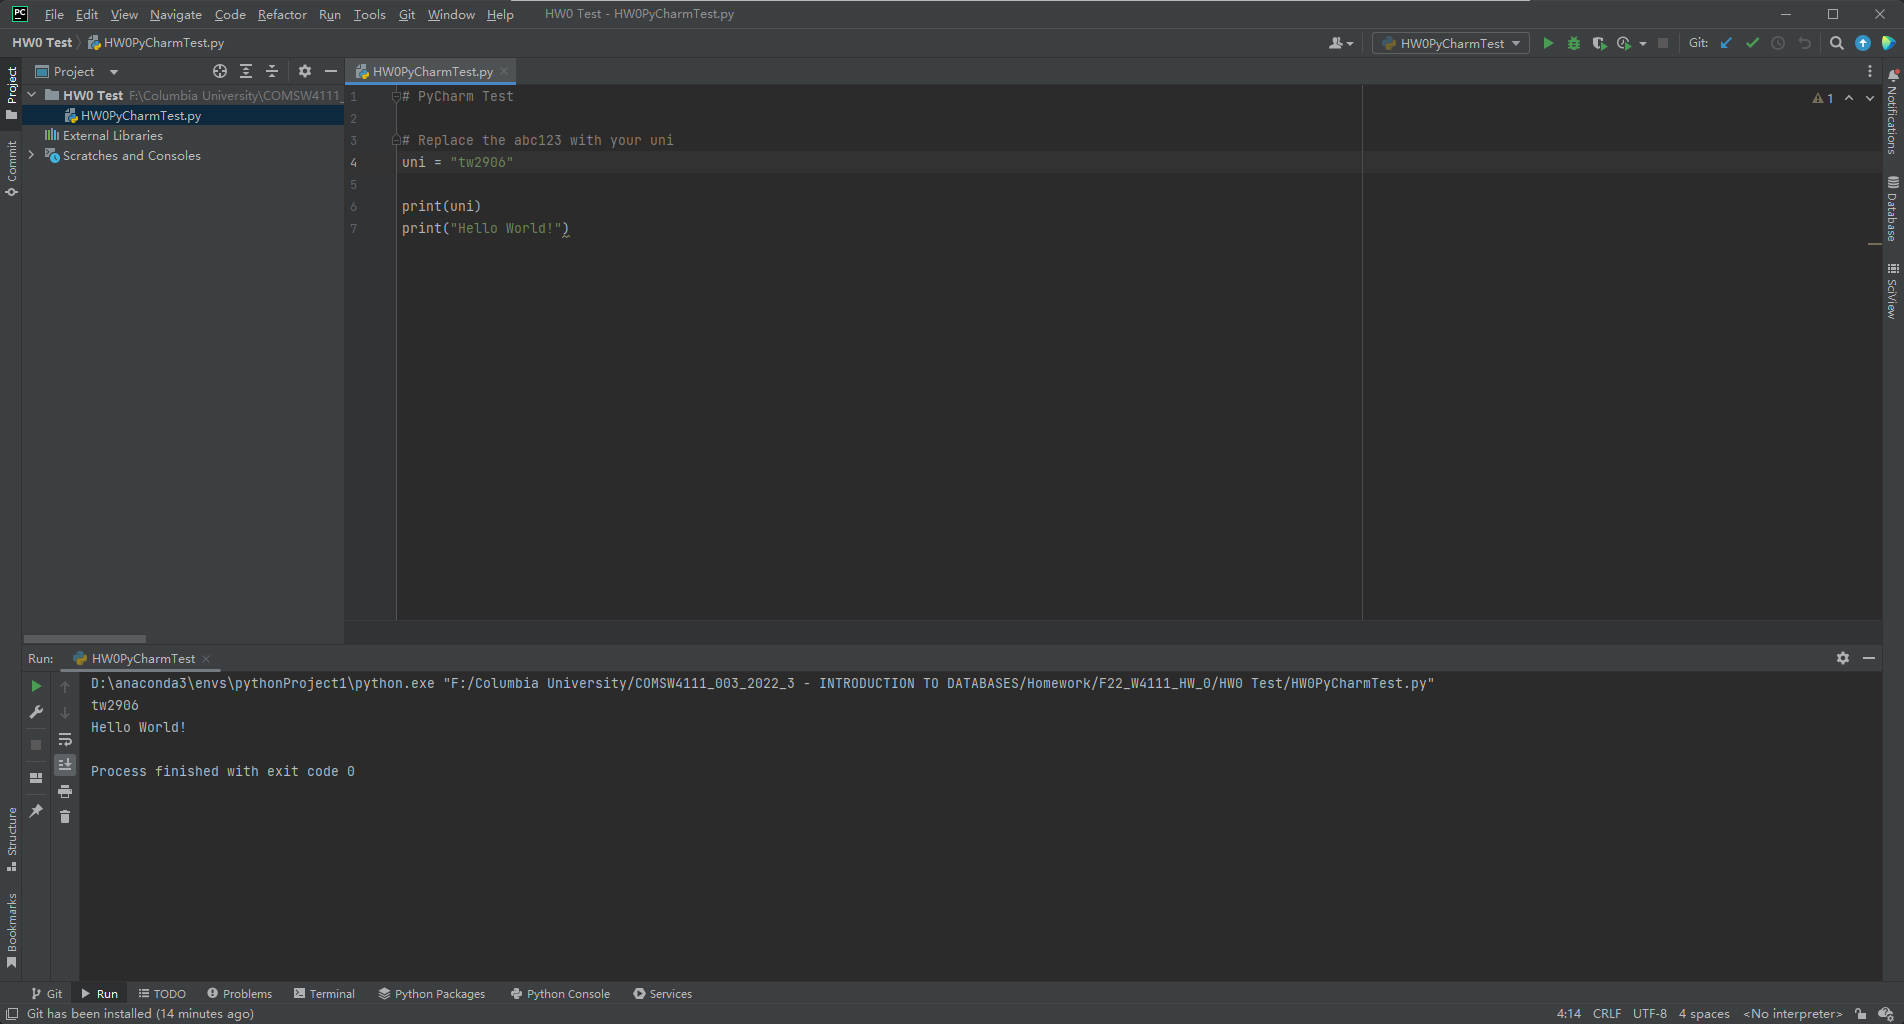 PC File Edit View Navigate Code Refactor Run Tools Git Window Help HW0 Test - HW0PyCharmTest.py
HW0 Test HW0PyCharmTest.py HW0PyCharmTest Git:
Project
HW0PyCharmTest.py
HW0 Test F:\Columbia University\COMSW4111_
HW0PyCharmTest.py
External Libraries
Scratches and Consoles
Project
Commit
Structure
Bookmarks
1 # PyCharm Test
2
3 # Replace the abc123 with your uni
4 uni = "tw2906"
5
6 print(uni)
7 print("Hello World!")
1
Notifications
Database
SciView
Run: HW0PyCharmTest
D:\anaconda3\envs\pythonProject1\python.exe "F:/Columbia University/COMSW4111_003_2022_3 - INTRODUCTION TO DATABASES/Homework/F22_W4111_HW_0/HW0 Test/HW0PyCharmTest.py"
tw2906
Hello World!
Process finished with exit code 0
Git Run TODO Problems Terminal Python Packages Python Console Services
Git has been installed (14 minutes ago) 4:14 CRLF UTF-8 4 spaces <No interpreter>